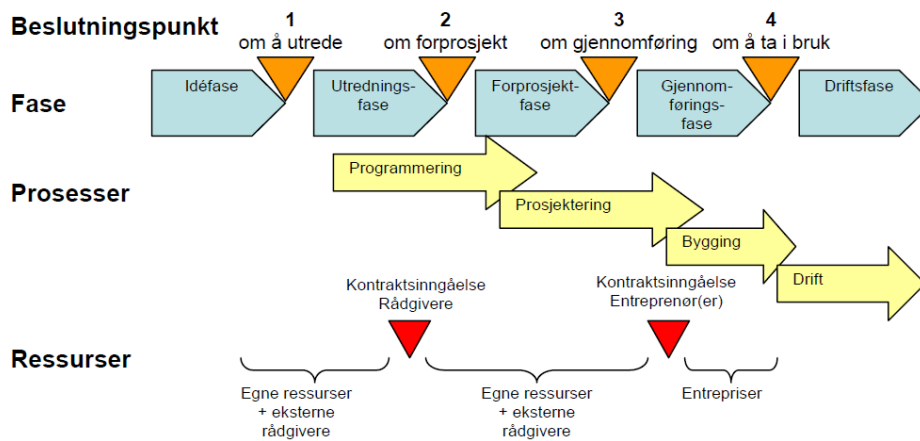 Beslutningspunkt
1
om å utrede
2
om forprosjekt
3
om gjennomføring
4
om å ta i bruk
Fase
Idéfase
Utrednings-
fase
Forprosjekt-
fase
Gjennom-
førings-
fase
Driftsfase
Prosesser
Programmering
Prosjektering
Bygging
Drift
Kontraktsinngåelse
Rådgivere
Kontraktsinngåelse
Entreprenør(er)
Ressurser
Egne ressurser
+ eksterne
rådgivere
Egne ressurser
+ eksterne
rådgivere
Entrepriser